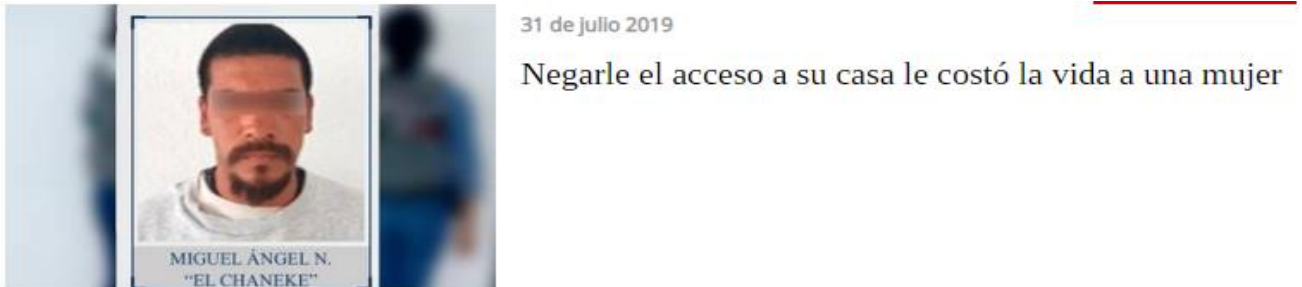 31 de julio 2019
Negarle el acceso a su casa le costó la vida a una mujer
MIGUEL ÁNGEL N.
“EL CHANEKE”